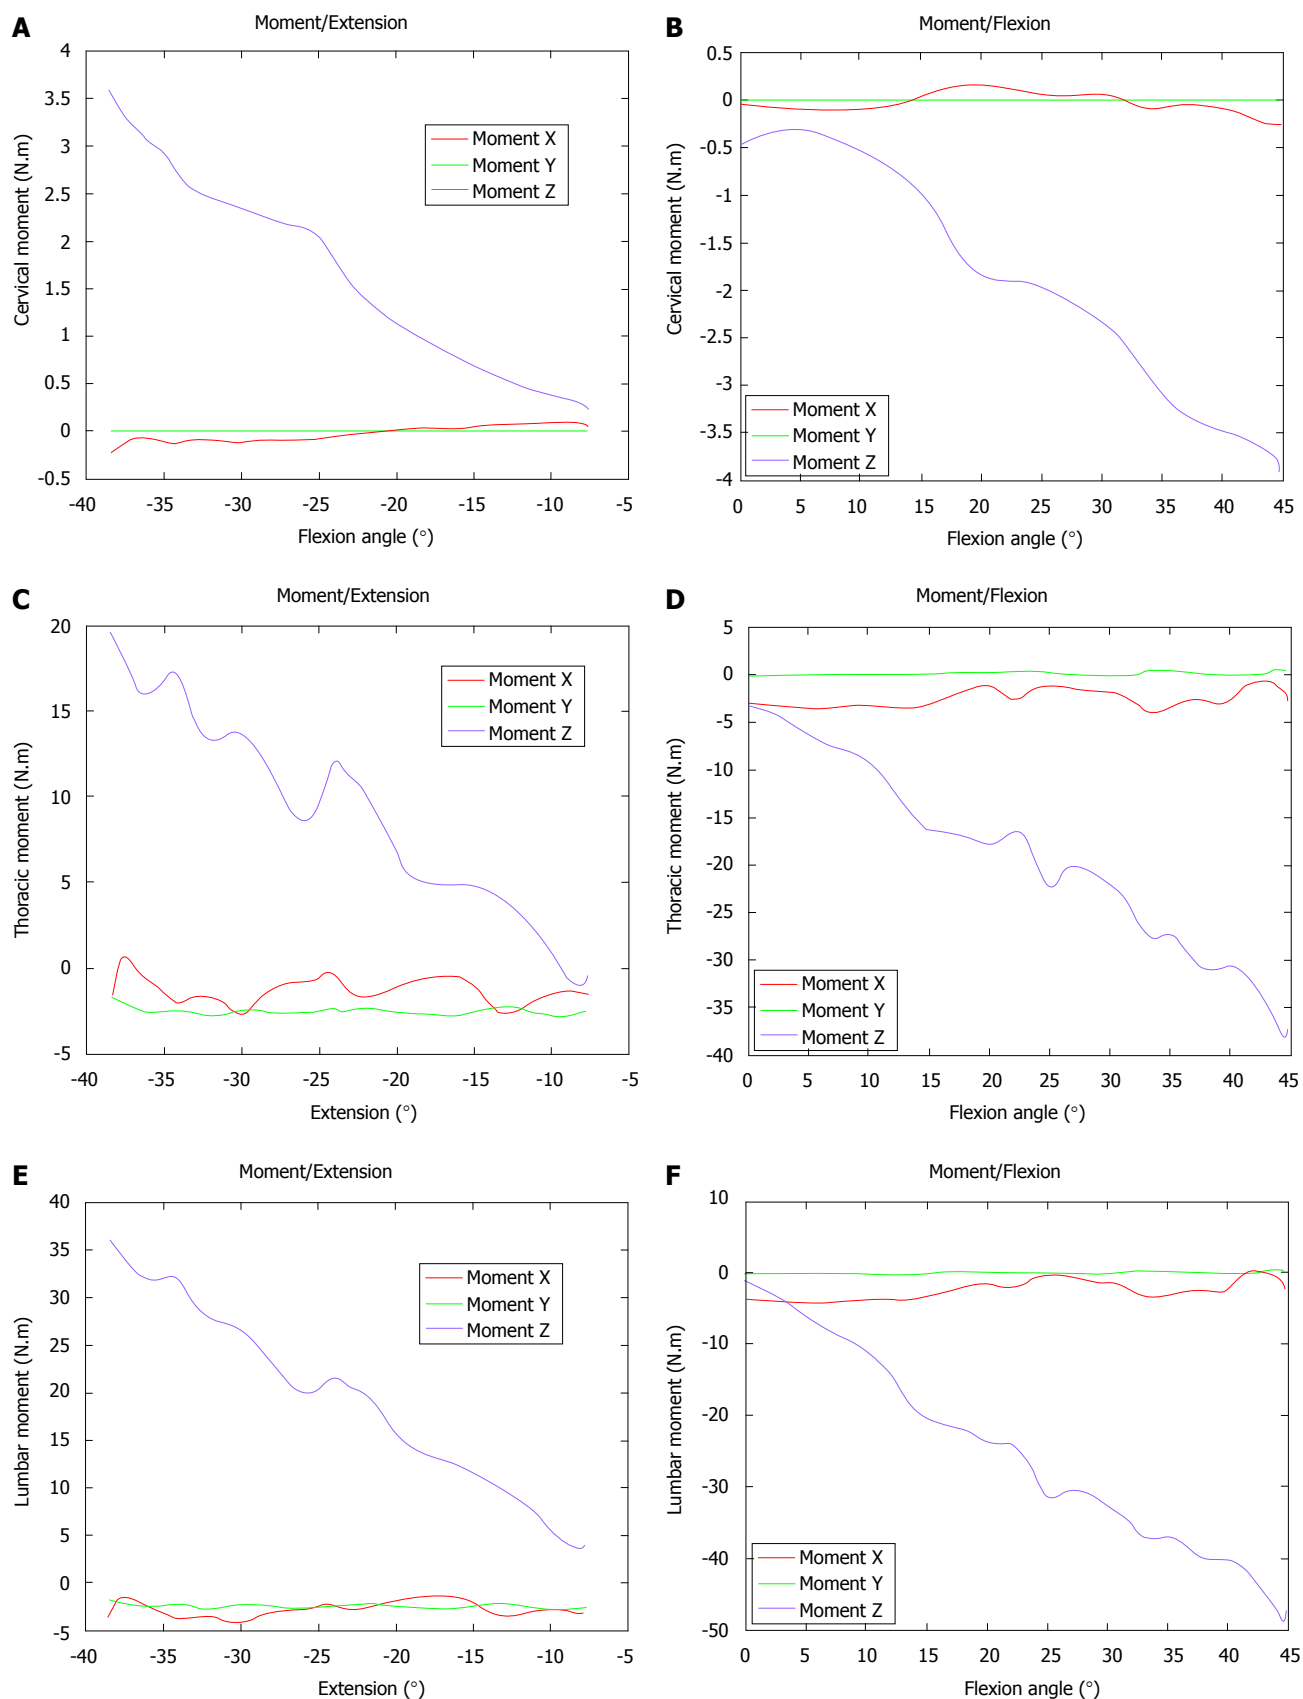 A
Moment/Extension
4
3.5
3
2.5
2
1.5
1
0.5
0
-0.5
Cervical moment (N.m)
Moment X
Moment Y
Moment Z
-40 -35 -30 -25 -20 -15 -10 -5
Flexion angle (°)
B
Moment/Flexion
0.5
0
-0.5
-1
-1.5
-2
-2.5
-3
-3.5
-4
Cervical moment (N.m)
Moment X
Moment Y
Moment Z
0 5 10 15 20 25 30 35 40 45
Flexion angle (°)
C
Moment/Extension
20
15
10
5
0
-5
Thoracic moment (N.m)
Moment X
Moment Y
Moment Z
-40 -35 -30 -25 -20 -15 -10 -5
Extension (°)
D
Moment/Flexion
5
0
-5
-10
-15
-20
-25
-30
-35
-40
Thoracic moment (N.m)
Moment X
Moment Y
Moment Z
0 5 10 15 20 25 30 35 40 45
Flexion angle (°)
E
Moment/Extension
40
35
30
25
20
15
10
5
0
-5
Lumbar moment (N.m)
Moment X
Moment Y
Moment Z
-40 -35 -30 -25 -20 -15 -10 -5
Extension (°)
F
Moment/Flexion
10
0
-10
-20
-30
-40
-50
Lumbar moment (N.m)
Moment X
Moment Y
Moment Z
0 5 10 15 20 25 30 35 40 45
Flexion angle (°)